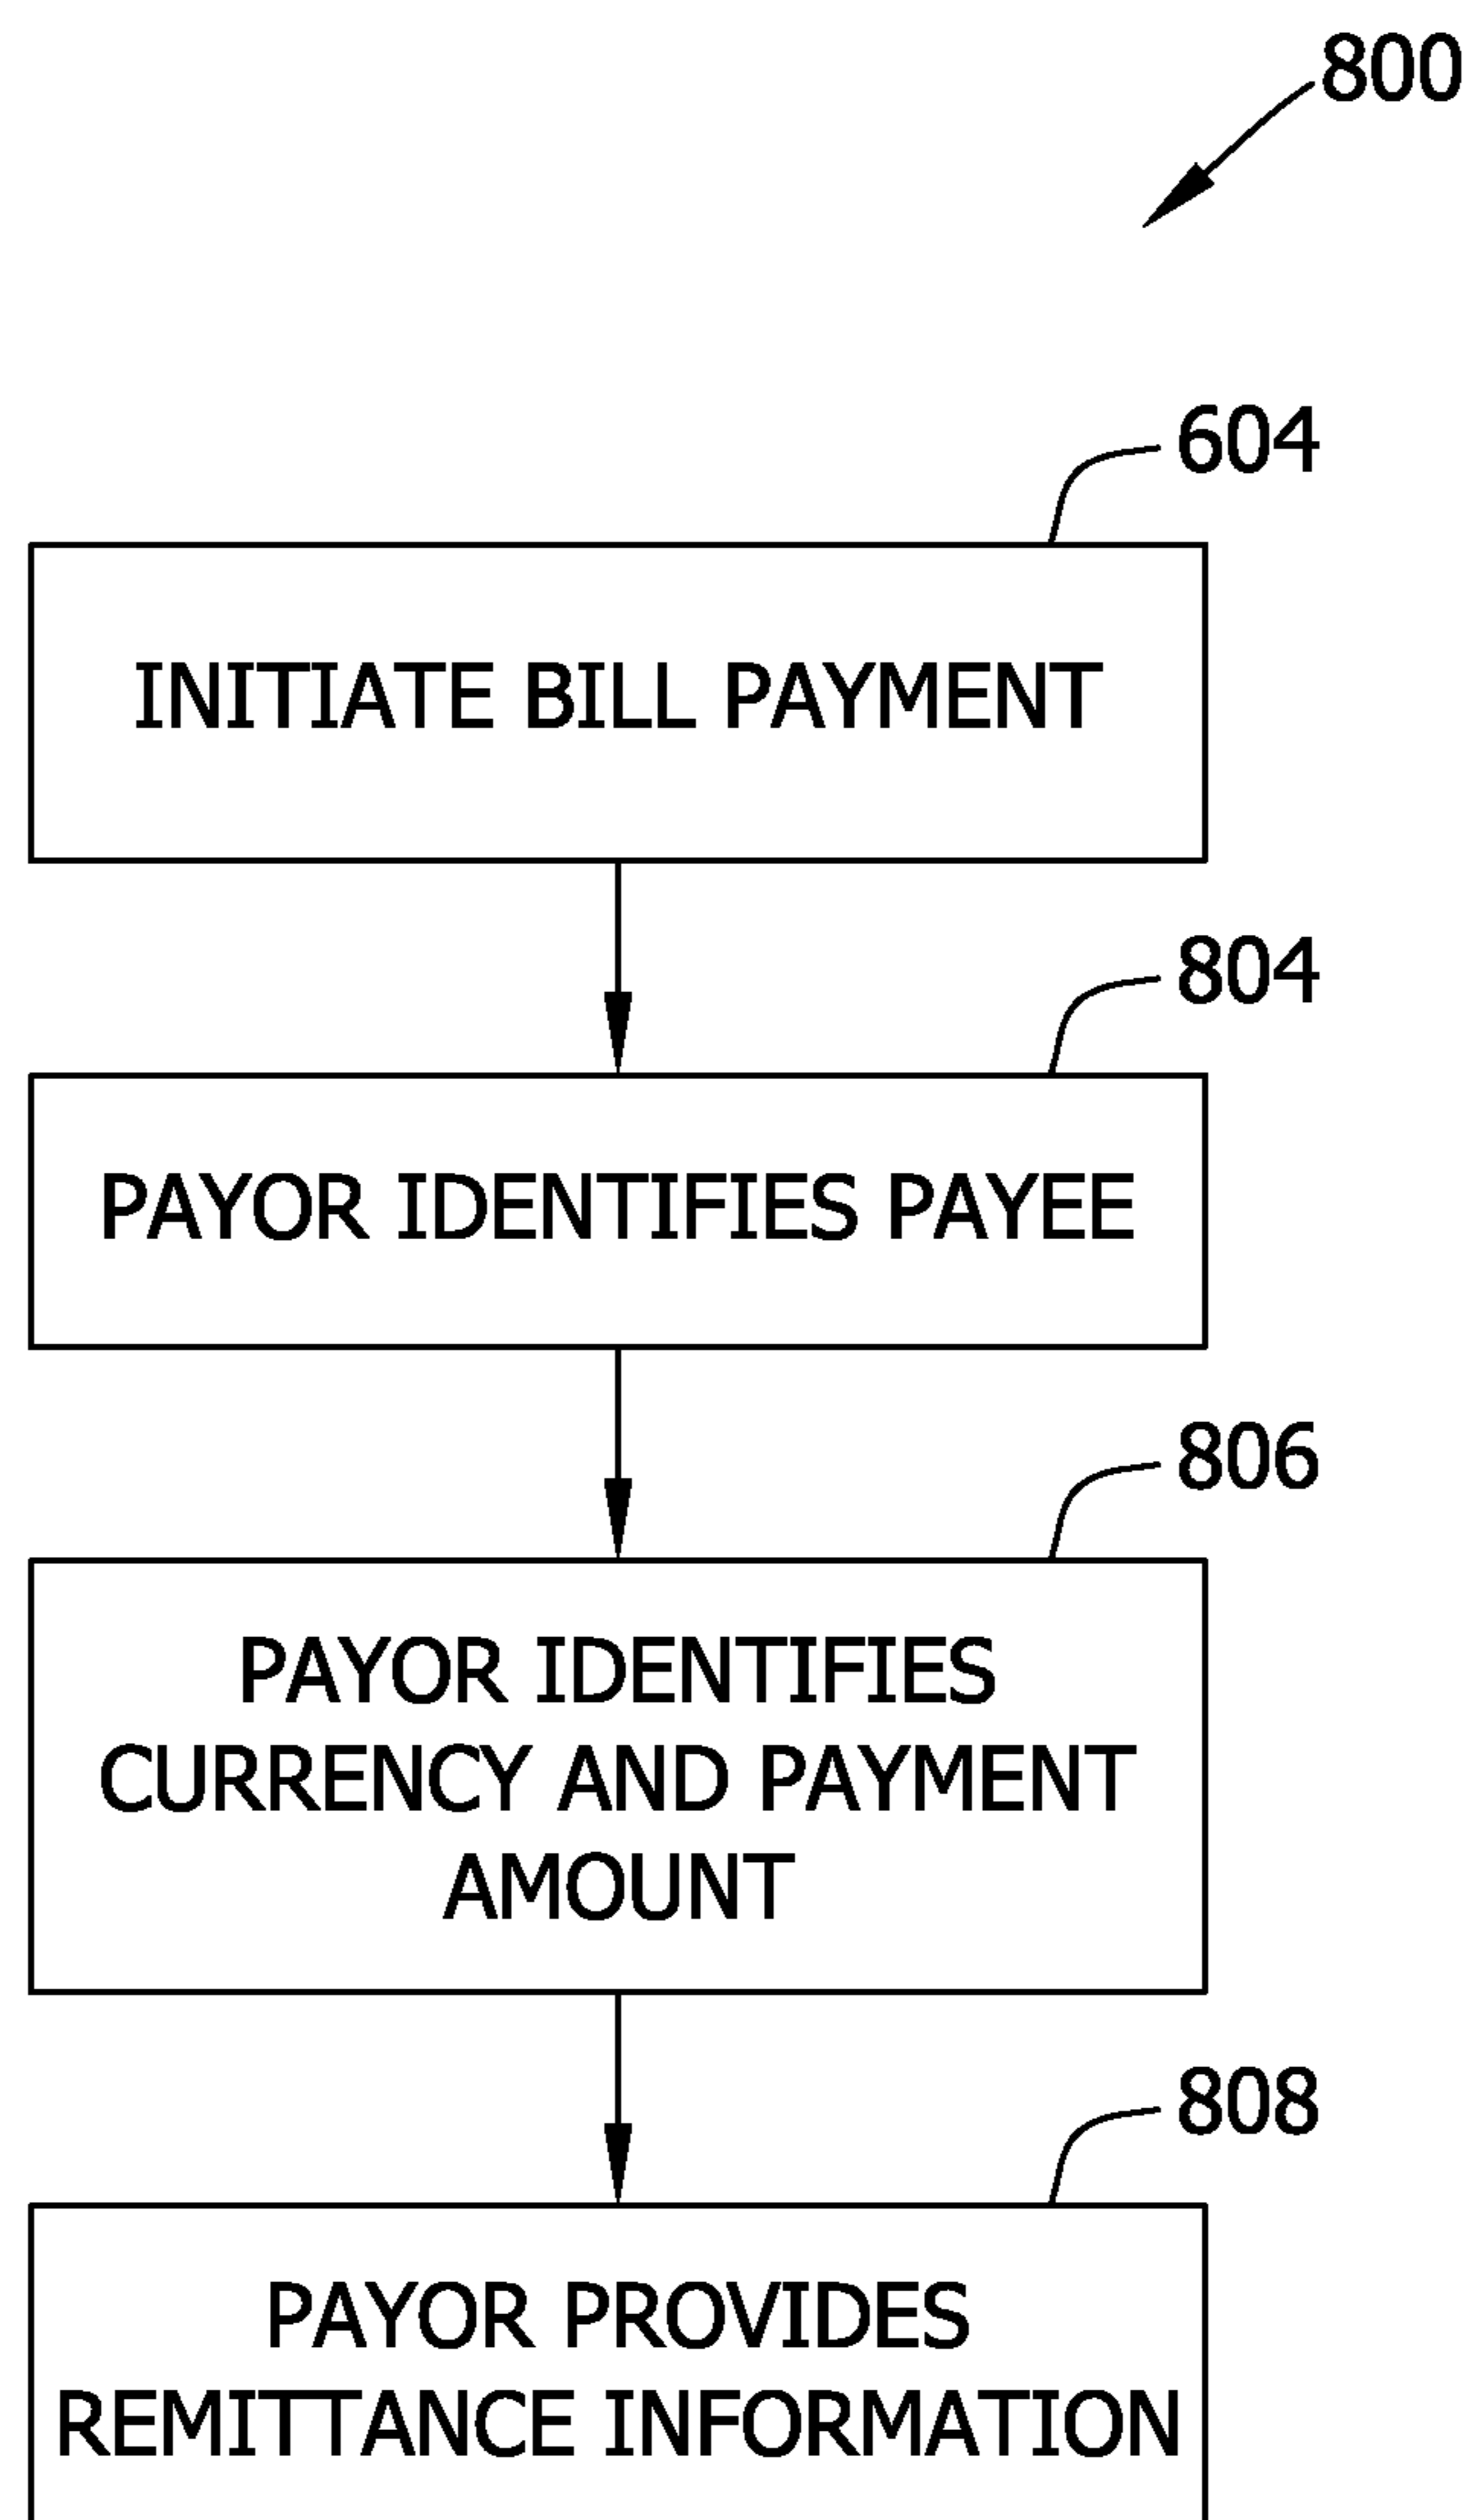 800
604
INITIATE BILL PAYMENT
804
PAYOR IDENTIFIES PAYEE
806
PAYOR IDENTIFIES
CURRENCY AND PAYMENT
AMOUNT
808
PAYOR PROVIDES
REMITTANCE INFORMATION